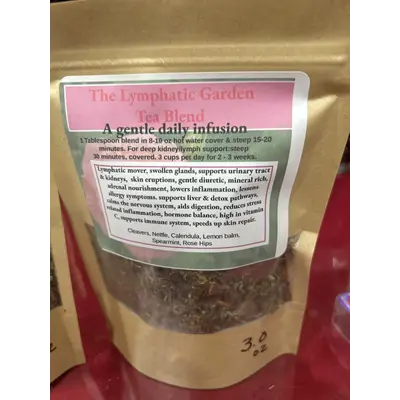 The Lymphatic Garden
Tea Blend
A gentle daily infusion
1 Tablespoon blend in 8-10 oz hot water cover & steep 15-20
minutes. For deep kidney/lymph support:steep
30 minutes, covered. 3 cups per day for 2 - 3 weeks.
Lymphatic mover, swollen glands, supports urinary tract
& kidneys, skin eruptions, gentle diuretic, mineral rich,
adrenal nourishment, lowers inflammation, lessens
allergy symptoms, supports liver & detox pathways,
calms the nervous system, aids digestion, reduces stress
related inflammation, hormone balance, high in vitamin
C, supports immune system, speeds up skin repair.
Cleavers, Nettle, Calendula, Lemon balm,
Spearmint, Rose Hips
3.0
oz